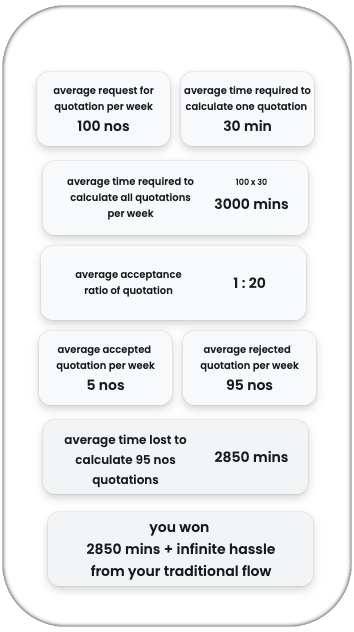 average request for
quotation per week
100 nos
average time required to
calculate one quotation
30 min
average time required to
calculate all quotations
per week
100 x 30
3000 mins
average acceptance
ratio of quotation
1 : 20
average accepted
quotation per week
5 nos
average rejected
quotation per week
95 nos
average time lost to
calculate 95 nos
quotations
2850 mins
you won
2850 mins + infinite hassle
from your traditional flow